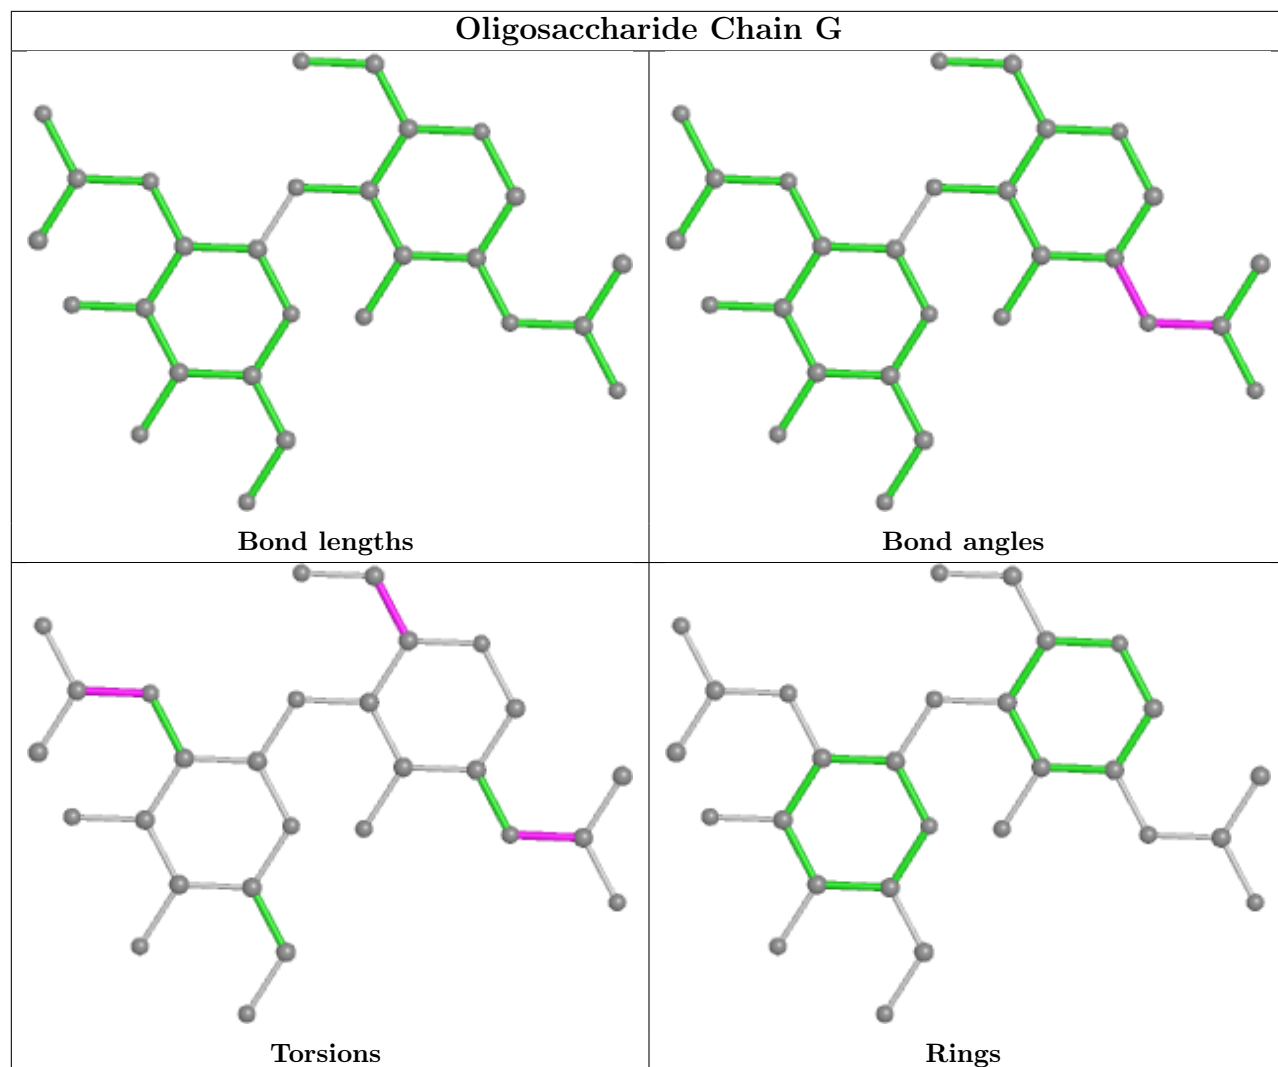 Oligosaccharide Chain G
Bond lengths
Bond angles
Torsions
Rings